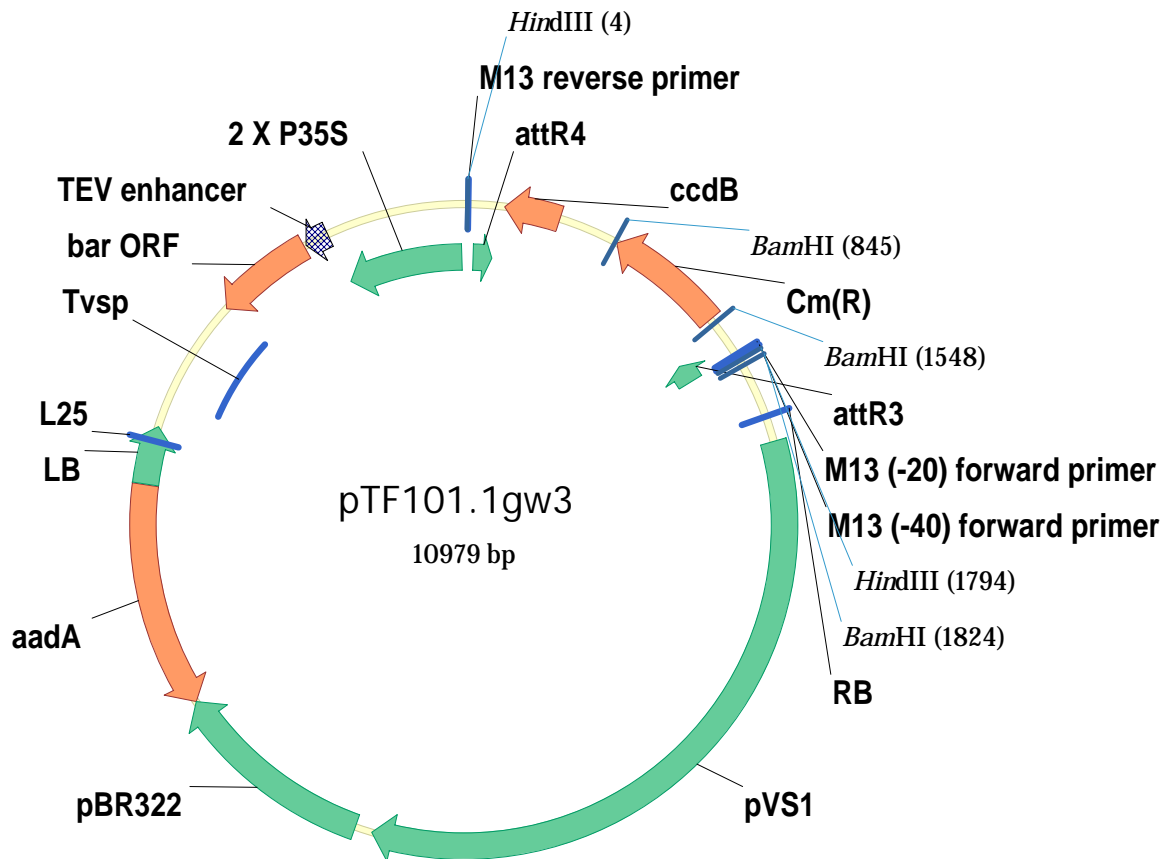 HindIII (4)
M13 reverse primer
2 X P35S
attR4
TEV enhancer
ccdB
bar ORF
BamHI (845)
Tvsp
Cm(R)
BamHI (1548)
L25
attR3
LB
M13 (-20) forward primer
pTF101.1gw3
M13 (-40) forward primer
10979 bp
HindIII (1794)
BamHI (1824)
aadA
RB
pBR322
pVS1